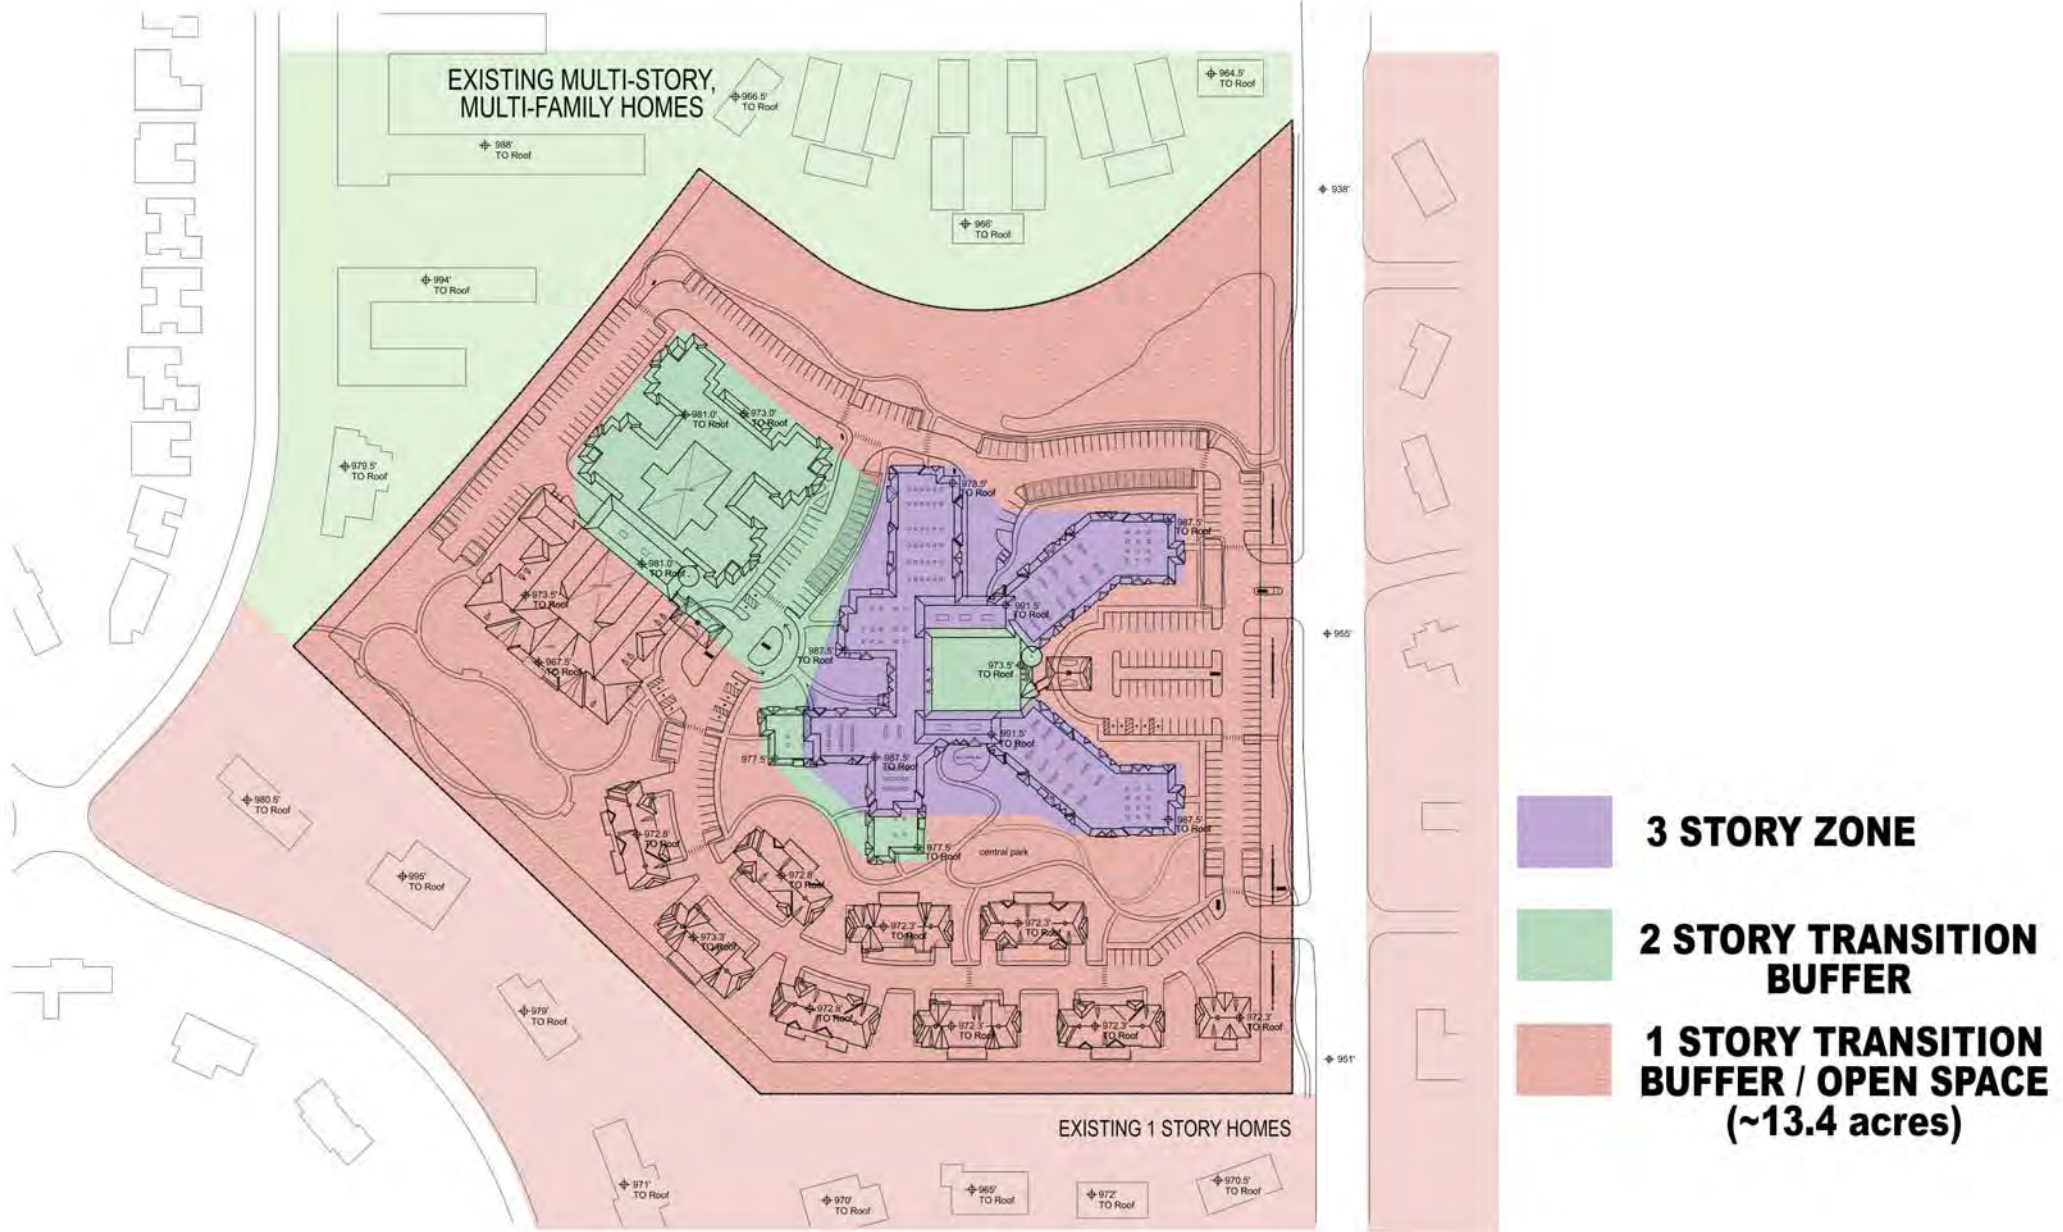 EXISTING MULTI-STORY,
MULTI-FAMILY HOMES
964.5'
TO Roof
966.5'
TO Roof
988'
TO Roof
938'
966'
TO Roof
994'
TO Roof
981.0'
TO Roof
973.0'
TO Roof
979.5'
TO Roof
TO Roof
987.5'
TO Roof
981.0'
TO Roof
973.5'
TO Roof
991.5'
TO Roof
955'
987.5'
TO Roof
967.5'
TO Roof
973.5'
TO Roof
991.5'
TO Roof
977.5'
987.5'
TO Roof
980.5'
TO Roof
987.5'
TO Roof
972.8'
TO Roof
977.5'
TO Roof
central park
995'
TO Roof
972.8'
TO Roof
972.3'
TO Roof
972.3'
TO Roof
973.3'
TO Roof
979'
TO Roof
972.8'
TO Roof
972.3'
TO Roof
972.3'
TO Roof
972.3'
TO Roof
951'
EXISTING 1 STORY HOMES
971'
TO Roof
970'
TO Roof
965'
TO Roof
972'
TO Roof
970.5'
TO Roof
3 STORY ZONE
2 STORY TRANSITION
BUFFER
1 STORY TRANSITION
BUFFER / OPEN SPACE
(~13.4 acres)